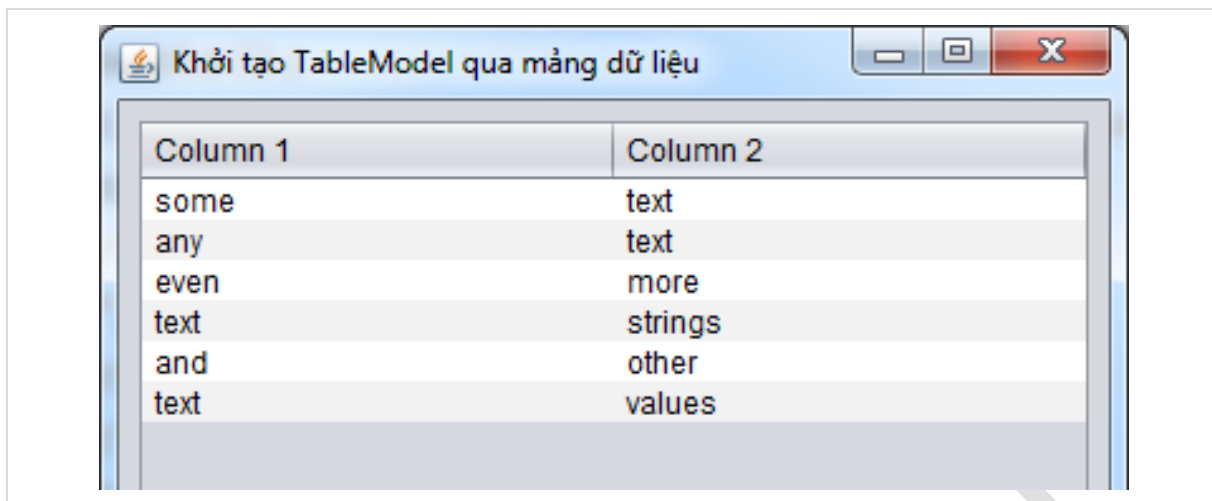 Khởi tạo TableModel qua mảng dữ liệu
Column 1 Column 2
some text
any text
even more
text strings
and other
text values